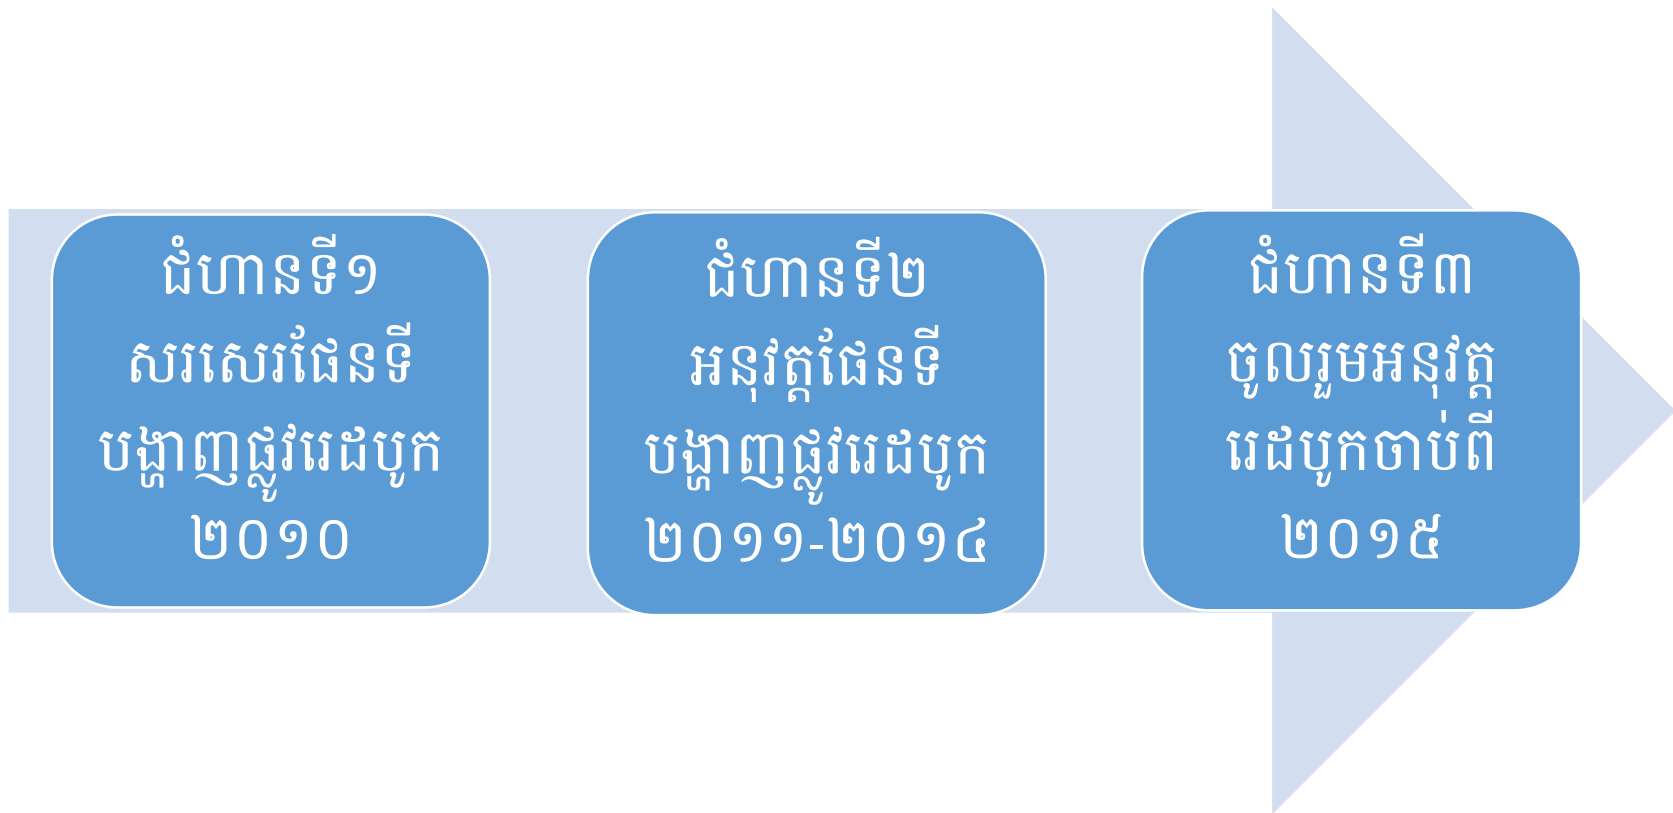 ជំហានទី១
សរសេរផែនទី
បង្ហាញផ្លូវរេដបូក
២០១០
ជំហានទី២
អនុវត្តផែនទី
បង្ហាញផ្លូវរេដបូក
២០១១-២០១៤
ជំហានទី៣
ចូលរួមអនុវត្ត
រេដបូកចាប់ពី
២០១៥